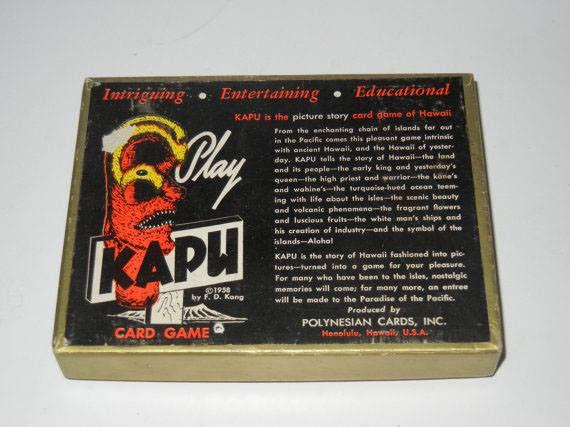 Intriguing • Entertaining • Educational
KAPU is the picture story card game of Hawaii
From the enchanting chain of islands far out
in the Pacific comes this pleasant game intrinsic
with ancient Hawaii, and the Hawaii of yester-
day. KAPU tells the story of Hawaii—the land
and its people—the early king and yesterday's
queen—the high priest and warrior—the kane's
and wahine's—the turquoise-hued ocean teem-
ing with life about the isles—the scenic beauty
and volcanic phenomena—the fragrant flowers
and luscious fruits—the white man's ships and
his creation of industry—and the symbol of the
islands—Aloha!
KAPU is the story of Hawaii fashioned into pic-
tures—turned into a game for your pleasure.
For many who have been to the isles, nostalgic
memories will come; for many more, an entree
will be made to the Paradise of the Pacific.
Produced by
POLYNESIAN CARDS, INC.
Honolulu, Hawaii, U.S.A.
Play
KAPU
©1958
by F. D. Kang
CARD GAME